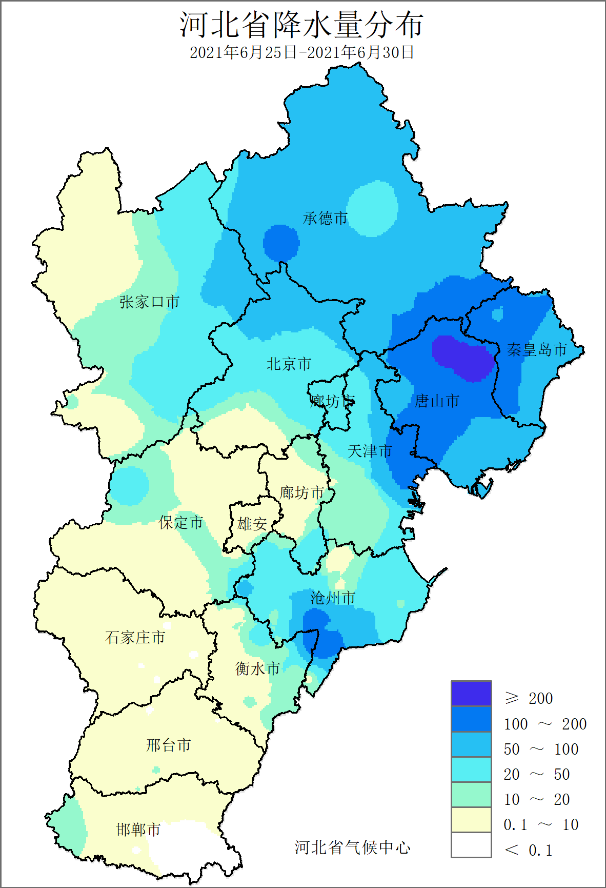 河北省降水量分布
2021年6月25日-2021年6月30日
承德市
张家口市
秦皇岛市
北京市
廊坊市
唐山市
天津市
廊坊市
保定市
雄安
沧州市
石家庄市
衡水市
邢台市
邯郸市
≥ 200
100 ~ 200
50 ~ 100
20 ~ 50
10 ~ 20
0.1 ~ 10
< 0.1
河北省气候中心